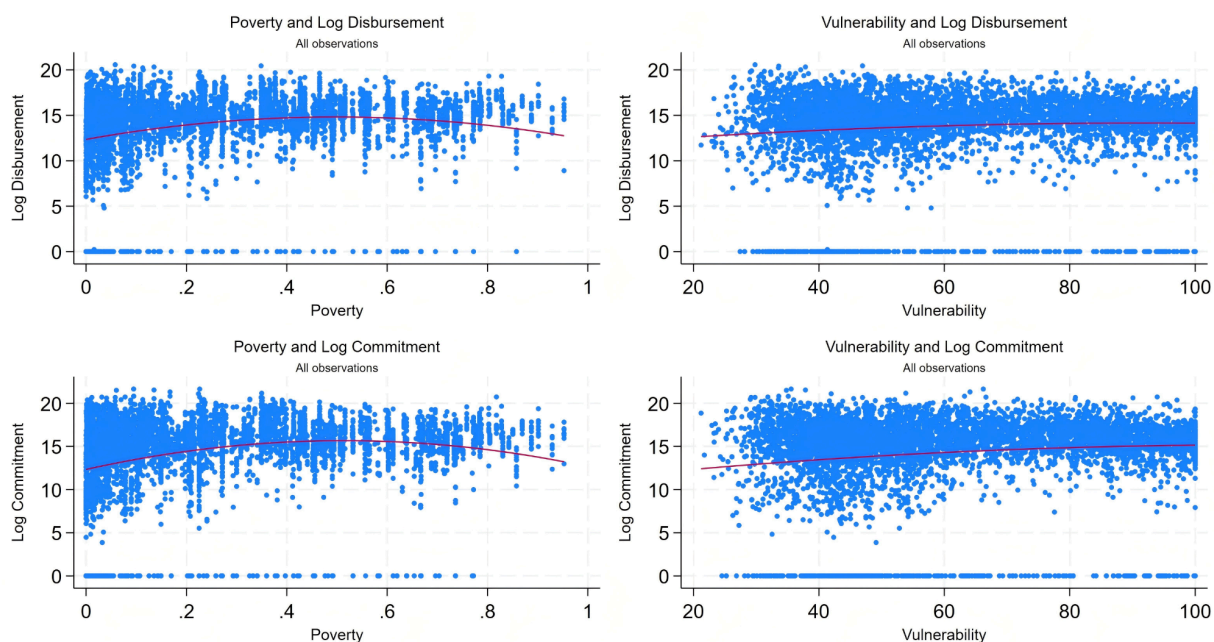 Poverty and Log Disbursement
All observations
Log Disbursement
20
15
10
5
0
0 .2 .4 .6 .8 1
Poverty
Vulnerability and Log Disbursement
All observations
Log Disbursement
20
15
10
5
0
20 40 60 80 100
Vulnerability
Poverty and Log Commitment
All observations
Log Commitment
20
15
10
5
0
0 .2 .4 .6 .8 1
Poverty
Vulnerability and Log Commitment
All observations
Log Commitment
20
15
10
5
0
20 40 60 80 100
Vulnerability